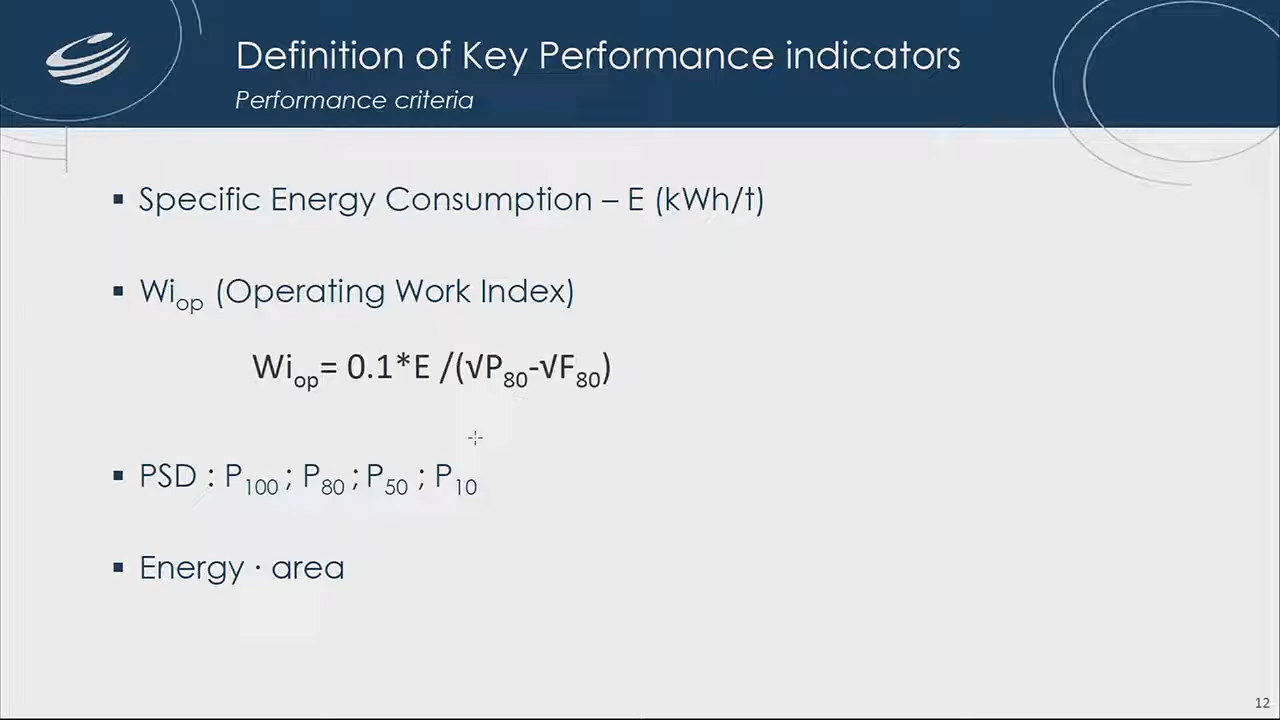 Definition of Key Performance indicators
Performance criteria
▪ Specific Energy Consumption – E (kWh/t)
▪ Wiop (Operating Work Index)
Wiop= 0.1*E /(√P80-√F80)
▪ PSD : P100 ; P80 ; P50 ; P10
▪ Energy · area
12